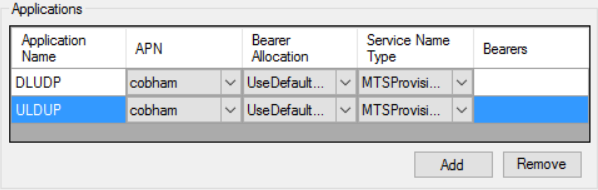 Applications
Application Name APN Bearer Allocation Service Name Type Bearers
DLUDP cobham UseDefault... MTSProvisi...
ULDUP cobham UseDefault... MTSProvisi...
Add Remove